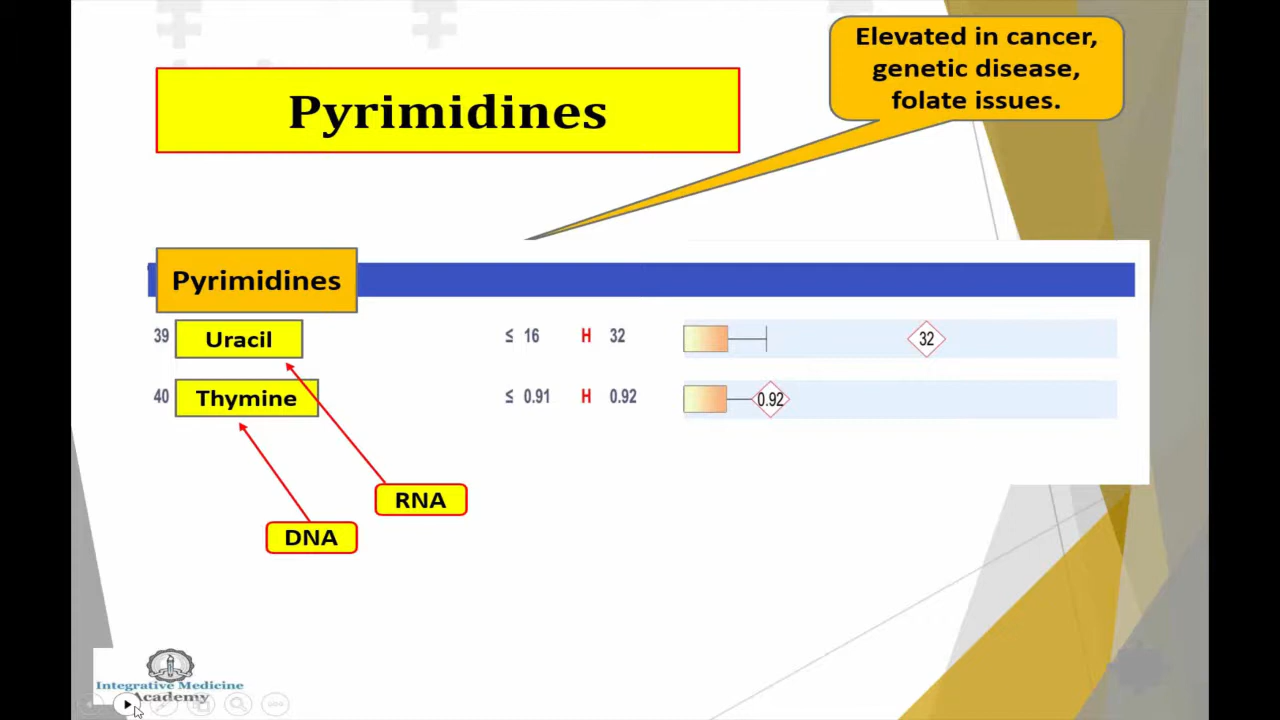 Elevated in cancer,
genetic disease,
folate issues.
Pyrimidines
Pyrimidines
39 Uracil ≤ 16 H 32 32
40 Thymine ≤ 0.91 H 0.92 0.92
RNA
DNA
Integrative Medicine
Academy